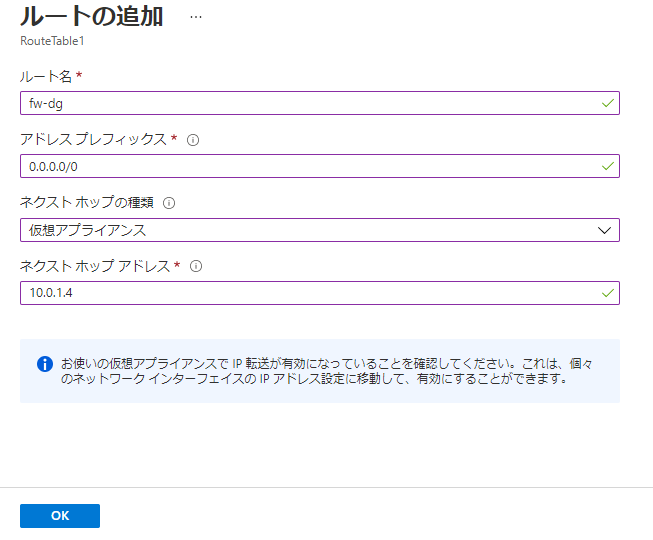 ルートの追加 …
RouteTable1
ルート名 *
fw-dg
アドレス プレフィックス *
0.0.0.0/0
ネクスト ホップの種類
仮想アプライアンス
ネクスト ホップ アドレス *
10.0.1.4
お使いの仮想アプライアンスで IP 転送が有効になっていることを確認してください。これは、個々
のネットワーク インターフェイスの IP アドレス設定に移動して、有効にすることができます。
OK